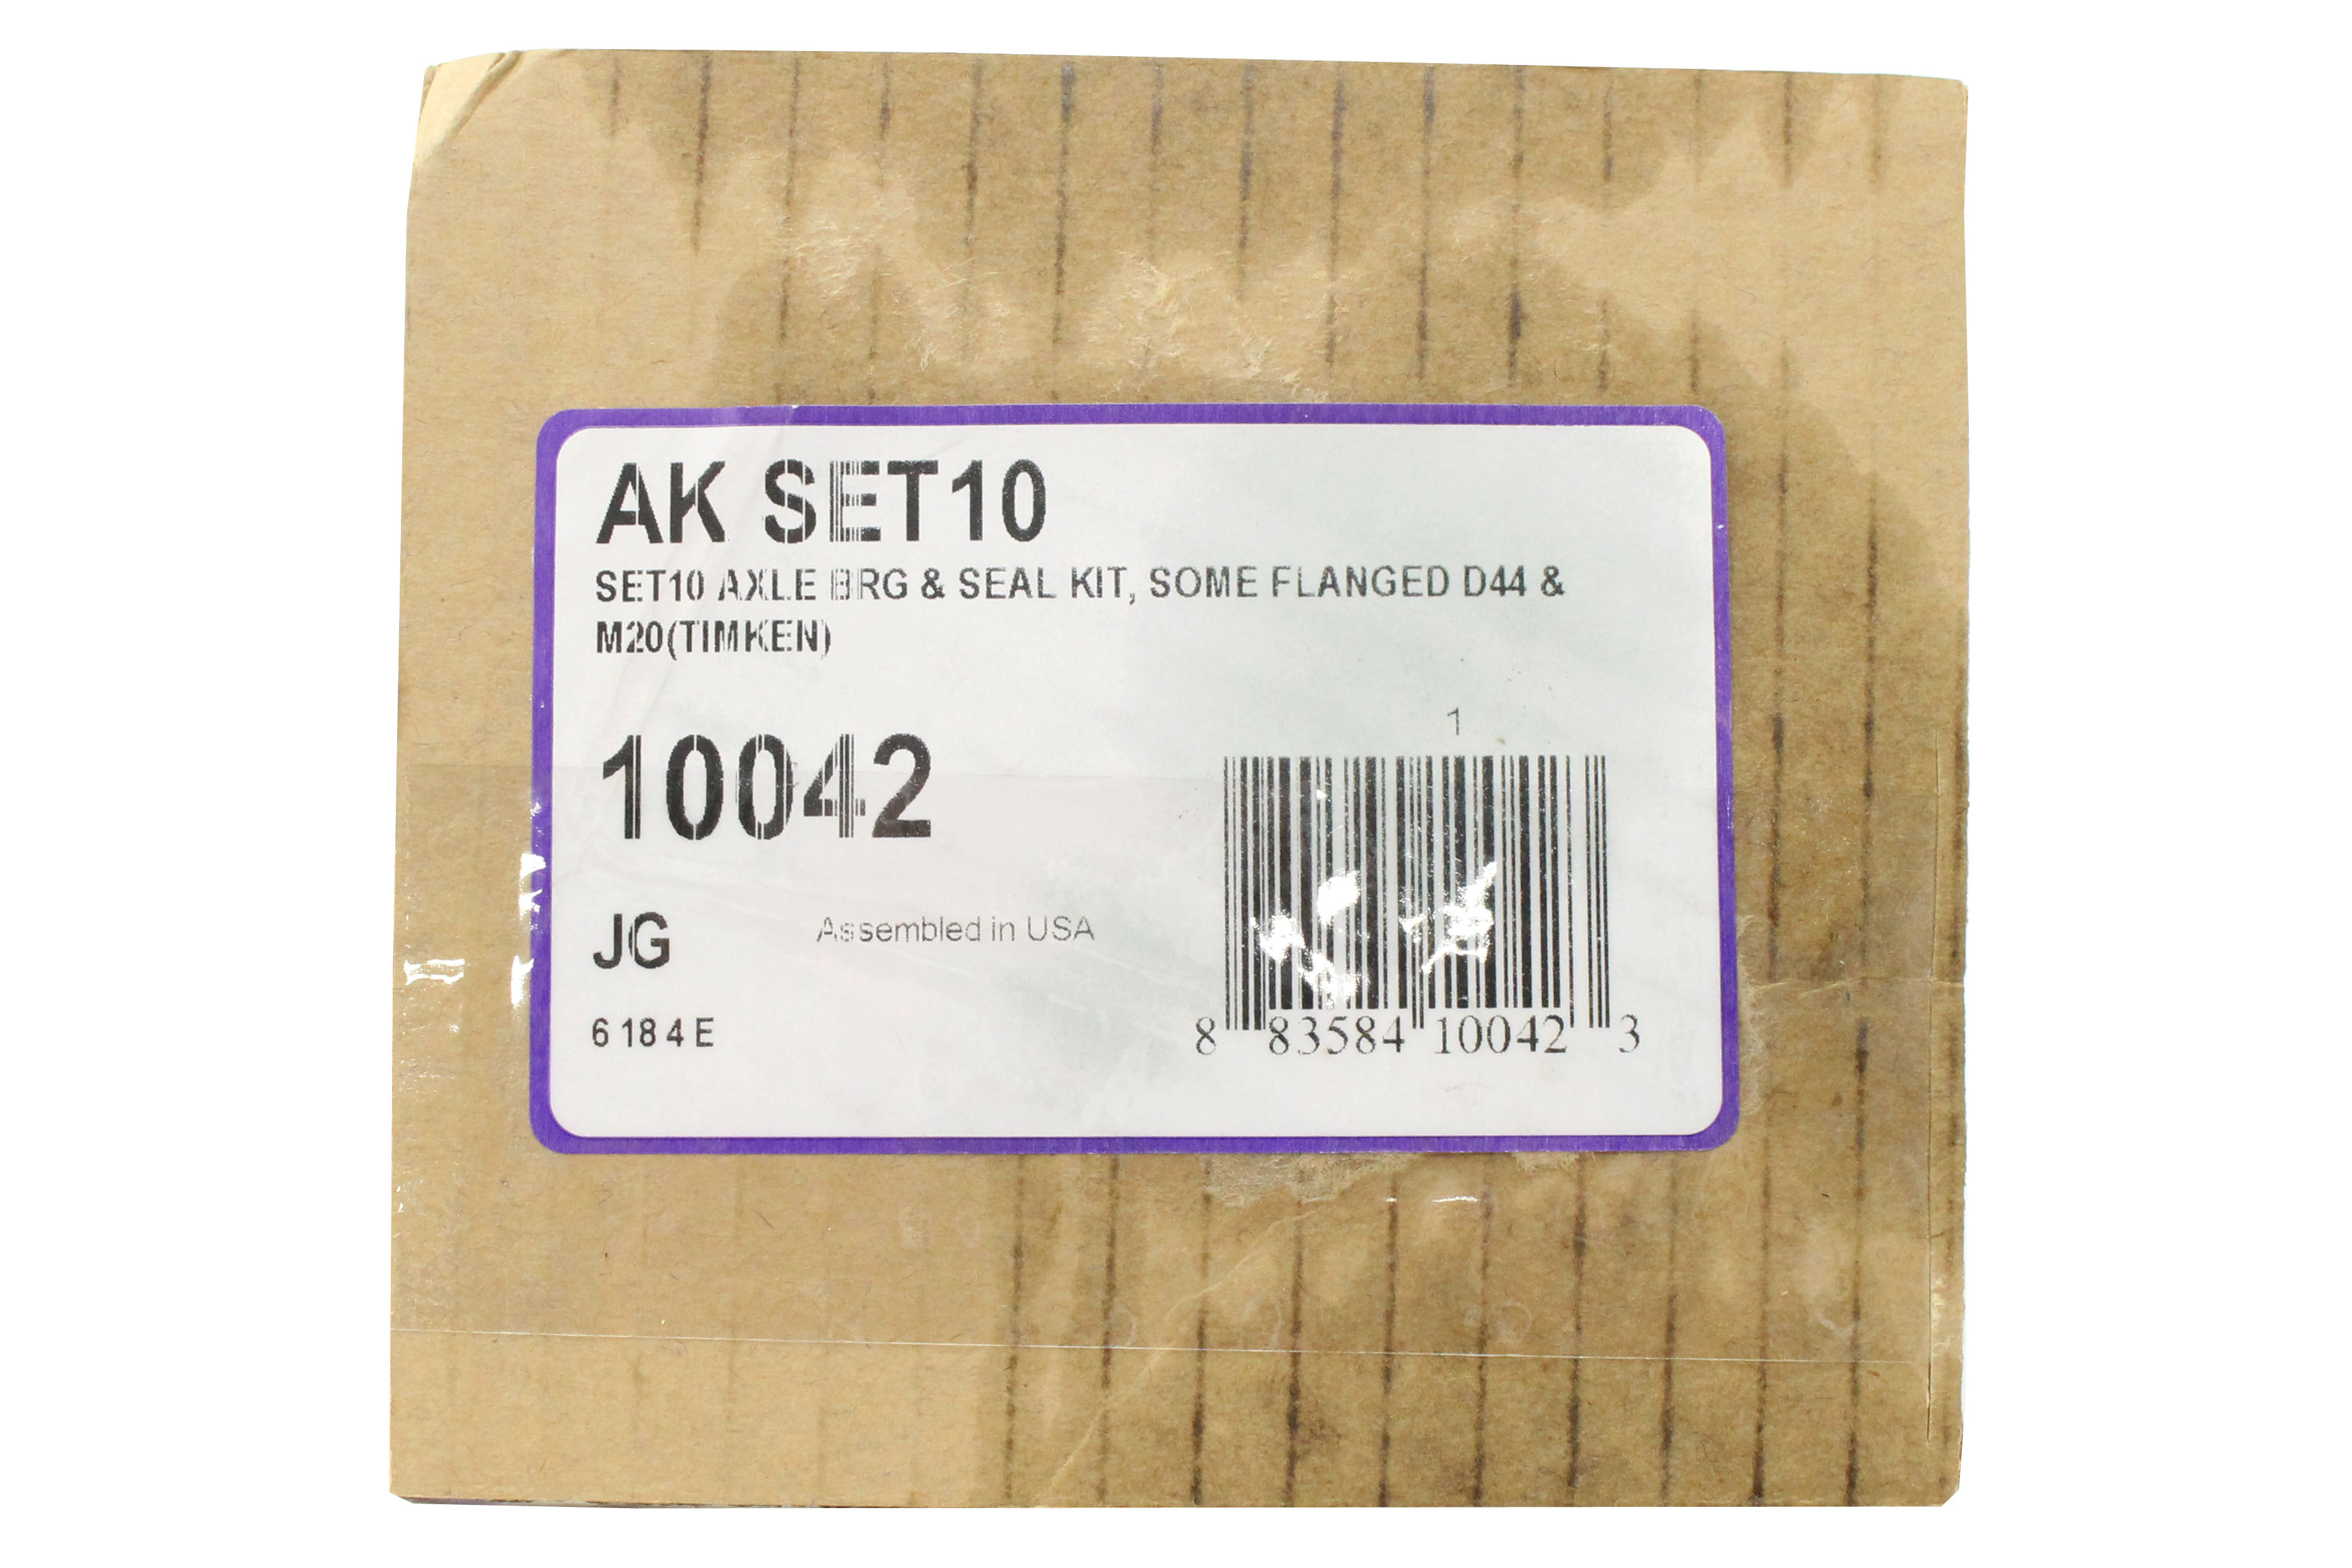 AK SET10
SET10 AXLE BRG & SEAL KIT, SOME FLANGED D44 &
M20(TIMKEN)
10042
1
JG
Assembled in USA
6 18 4 E
8 83584 10042 3